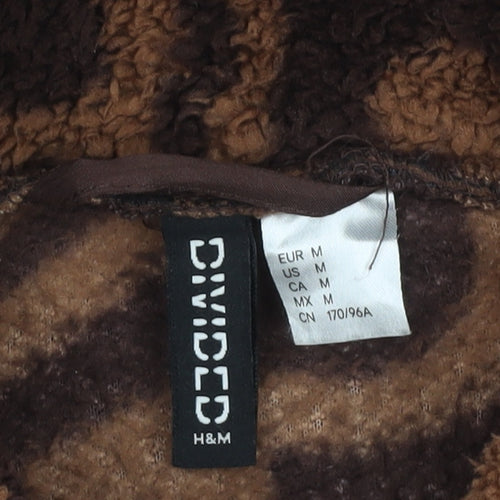 DIVIDED
H&M
EUR M
US M
CA M
MX M
CN 170/96A